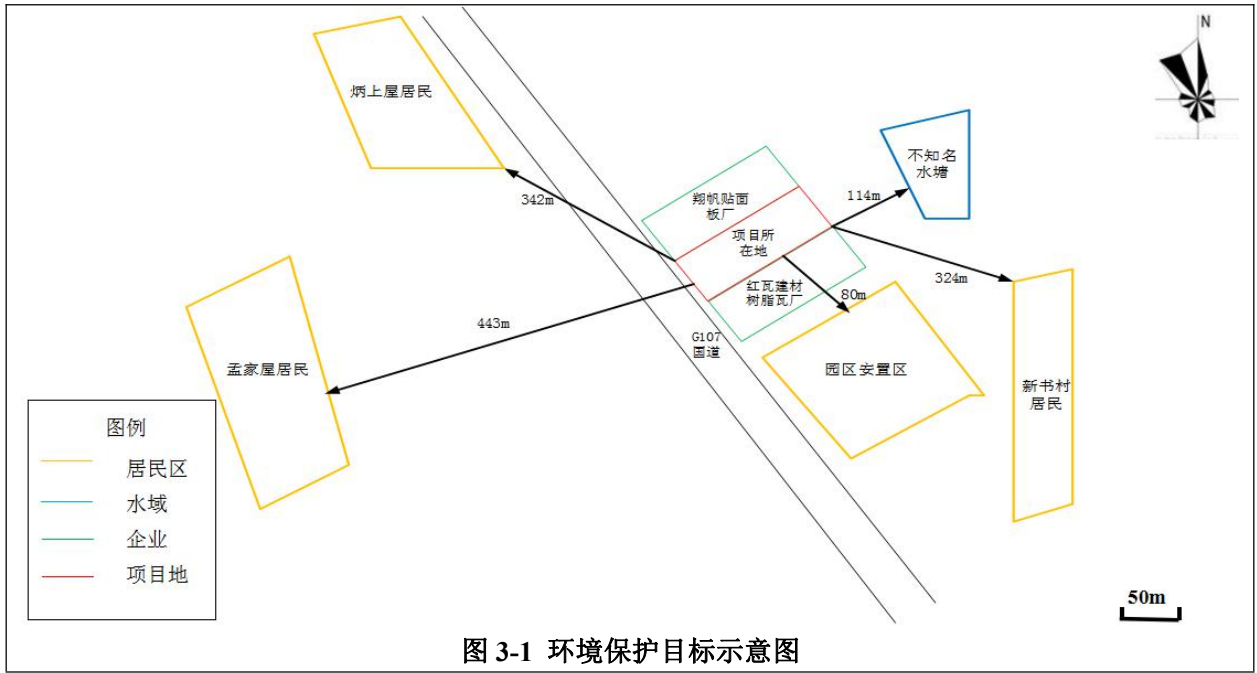 N
炳上屋居民
342m
翔帆贴面
板厂
项目所
在地
红瓦建材
树脂瓦厂
不知名
水塘
114m
324m
80m
443m
G107
国道
孟家屋居民
园区安置区
新书村
居民
图例
居民区
水域
企业
项目地
50m
图 3-1 环境保护目标示意图